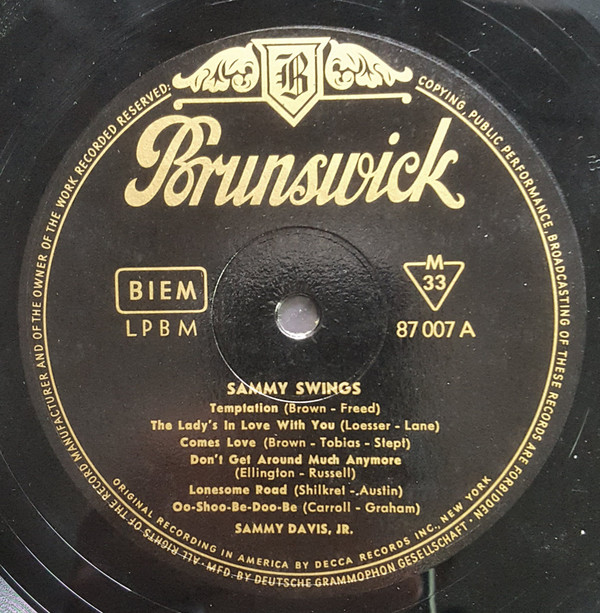 B
Brunswick
BIEM
LPBM
M
33
87 007 A
SAMMY SWINGS
Temptation (Brown - Freed)
The Lady's In Love With You (Loesser - Lane)
Comes Love (Brown - Tobias - Stept)
Don't Get Around Much Anymore
(Ellington - Russell)
Lonesome Road (Shilkret - Austin)
Oo-Shoo-Be-Doo-Be (Carroll - Graham)
SAMMY DAVIS, JR.
ORIGINAL RECORDING IN AMERICA BY DECCA RECORDS INC., NEW YORK
ALL RIGHTS OF THE RECORD MANUFACTURER AND OF THE OWNER OF THE WORK RECORDED RESERVED:
COPYING, PUBLIC PERFORMANCE, BROADCASTING OF THESE RECORDS ARE FORBIDDEN
· MFD. BY DEUTSCHE GRAMMOPHON GESELLSCHAFT ·